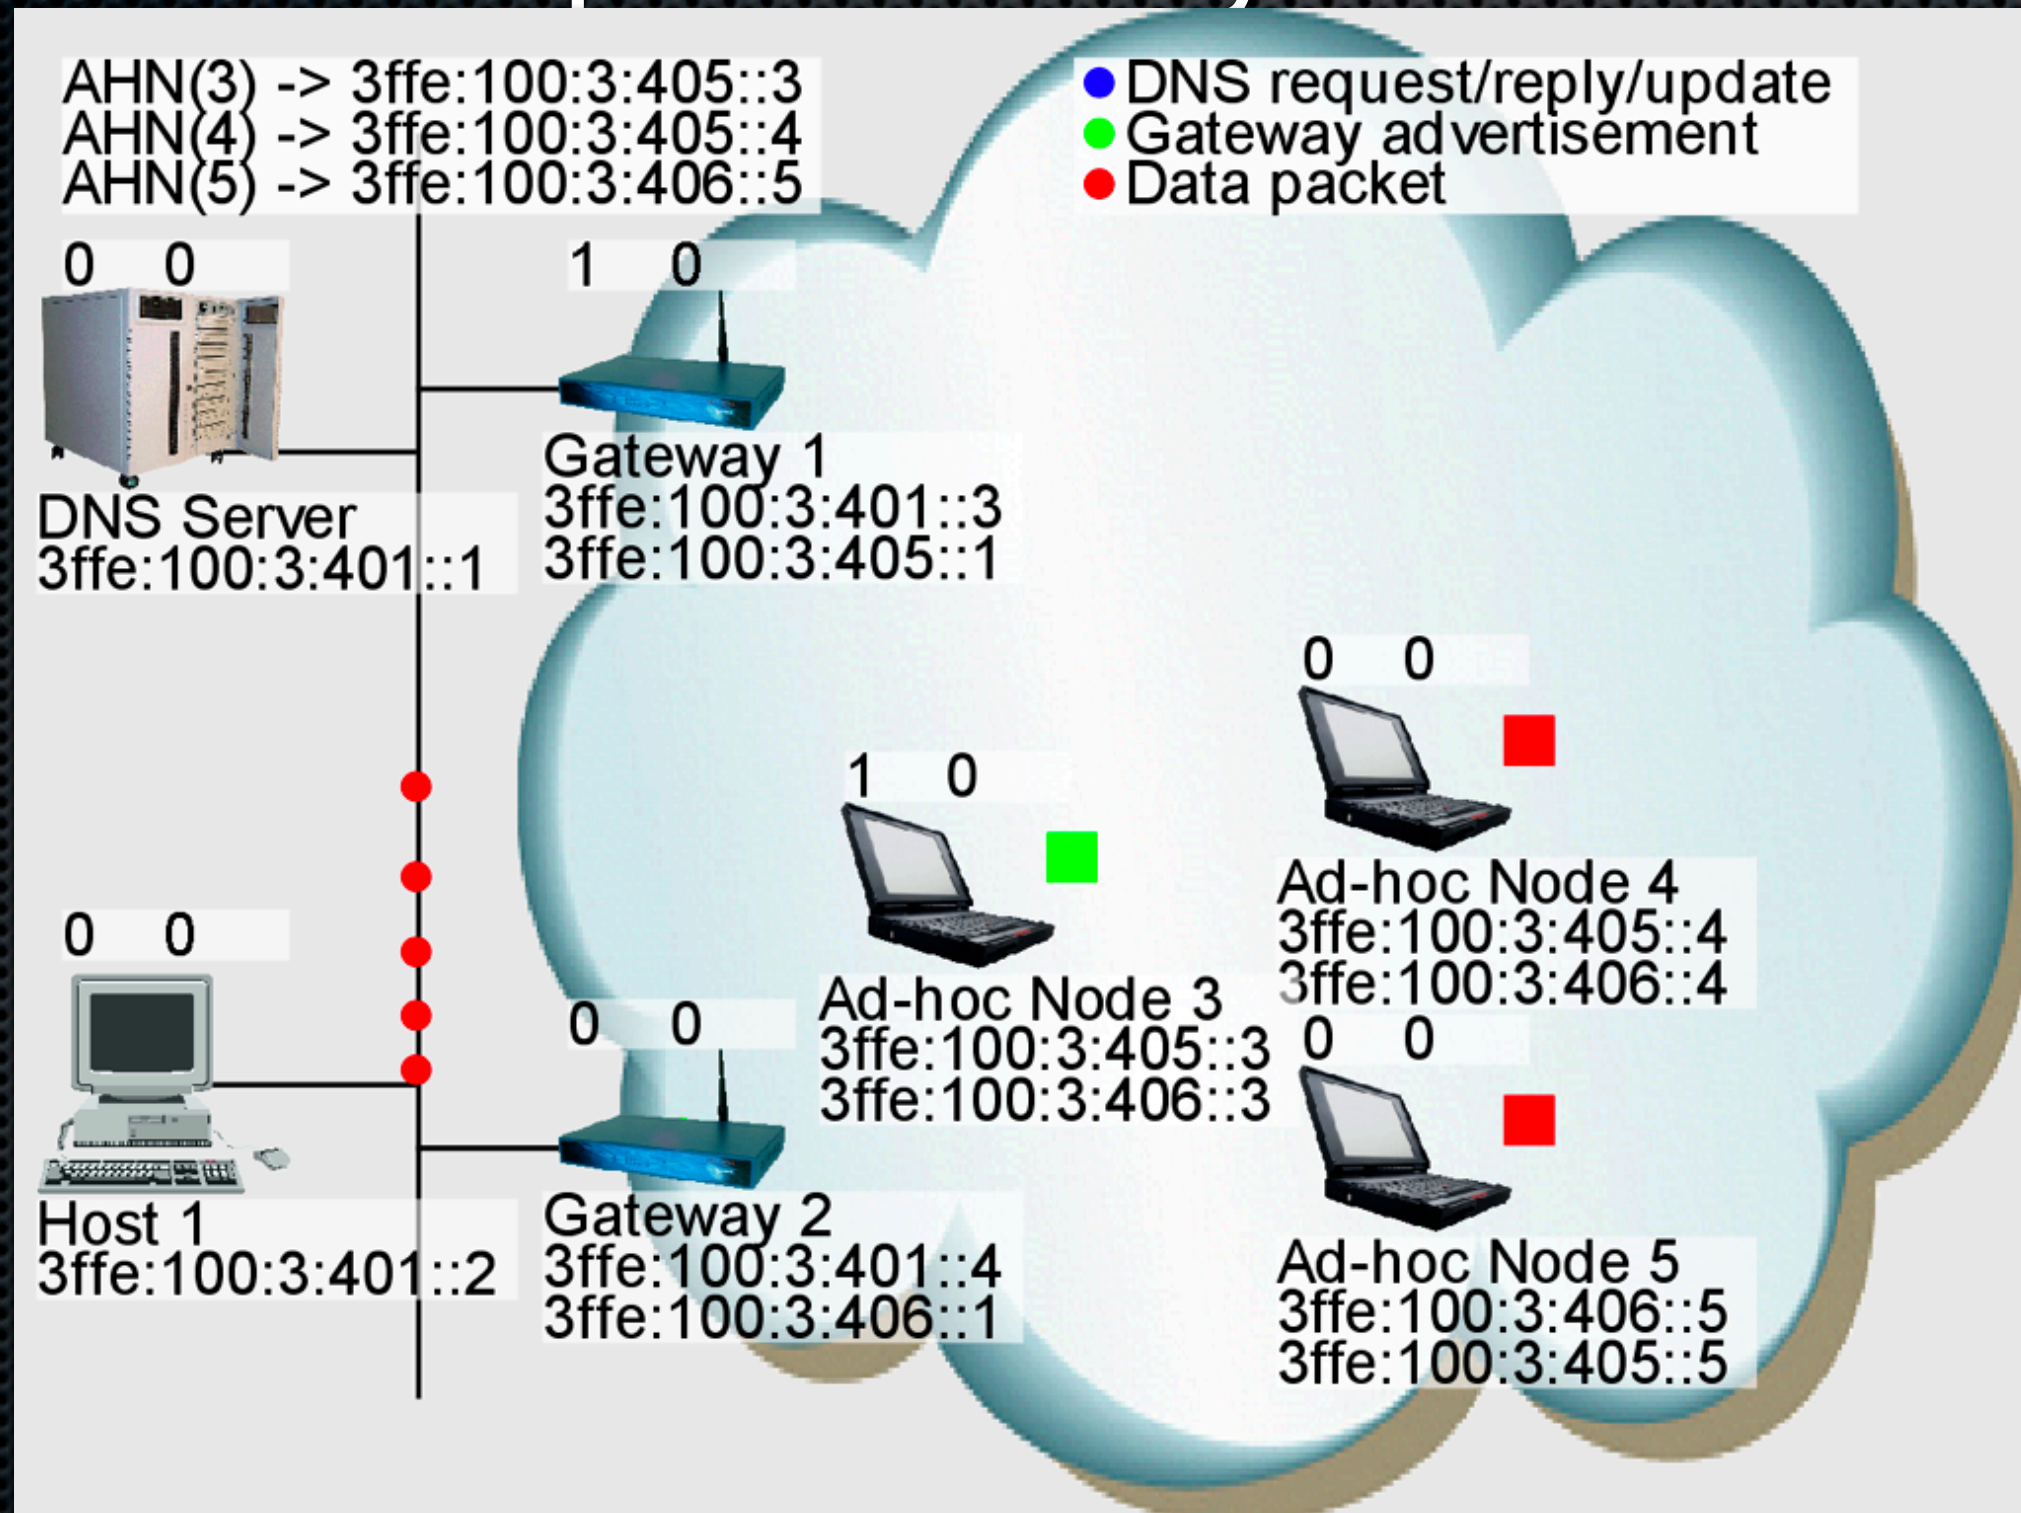 AHN(3) -> 3ffe:100:3:405::3
AHN(4) -> 3ffe:100:3:405::4
AHN(5) -> 3ffe:100:3:406::5
DNS request/reply/update
Gateway advertisement
Data packet
0 0
1 0
DNS Server
3ffe:100:3:401::1
Gateway 1
3ffe:100:3:401::3
3ffe:100:3:405::1
0 0
1 0
0 0
Host 1
3ffe:100:3:401::2
0 0
Gateway 2
3ffe:100:3:401::4
3ffe:100:3:406::1
Ad-hoc Node 3
3ffe:100:3:405::3
3ffe:100:3:406::3
Ad-hoc Node 4
3ffe:100:3:405::4
3ffe:100:3:406::4
0 0
Ad-hoc Node 5
3ffe:100:3:406::5
3ffe:100:3:405::5